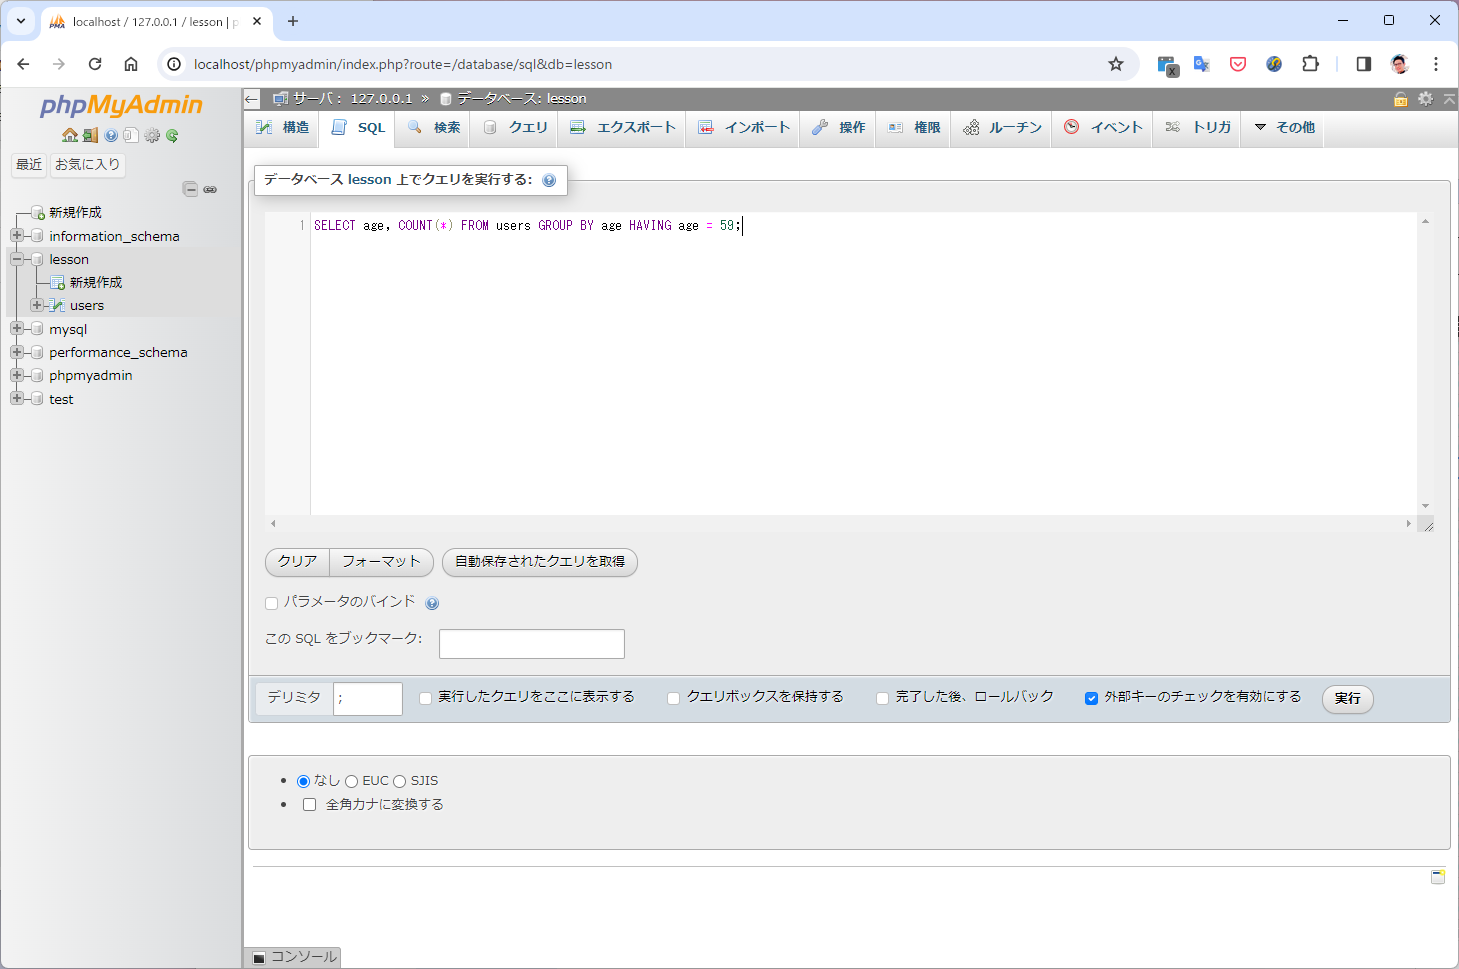 localhost / 127.0.0.1 / lesson | p
localhost/phpmyadmin/index.php?route=/database/sql&db=lesson
phpMyAdmin
最近 お気に入り
新規作成
information_schema
lesson
新規作成
users
mysql
performance_schema
phpmyadmin
test
サーバ: 127.0.0.1 » データベース: lesson
構造 SQL 検索 クエリ エクスポート インポート 操作 権限 ルーチン イベント トリガ その他
データベース lesson 上でクエリを実行する:
1 SELECT age, COUNT(*) FROM users GROUP BY age HAVING age = 59;
クリア フォーマット 自動保存されたクエリを取得
パラメータのバインド
この SQL をブックマーク:
デリミタ ; 実行したクエリをここに表示する クエリボックスを保持する 完了した後、ロールバック 外部キーのチェックを有効にする 実行
なし EUC SJIS
全角カナに変換する
コンソール